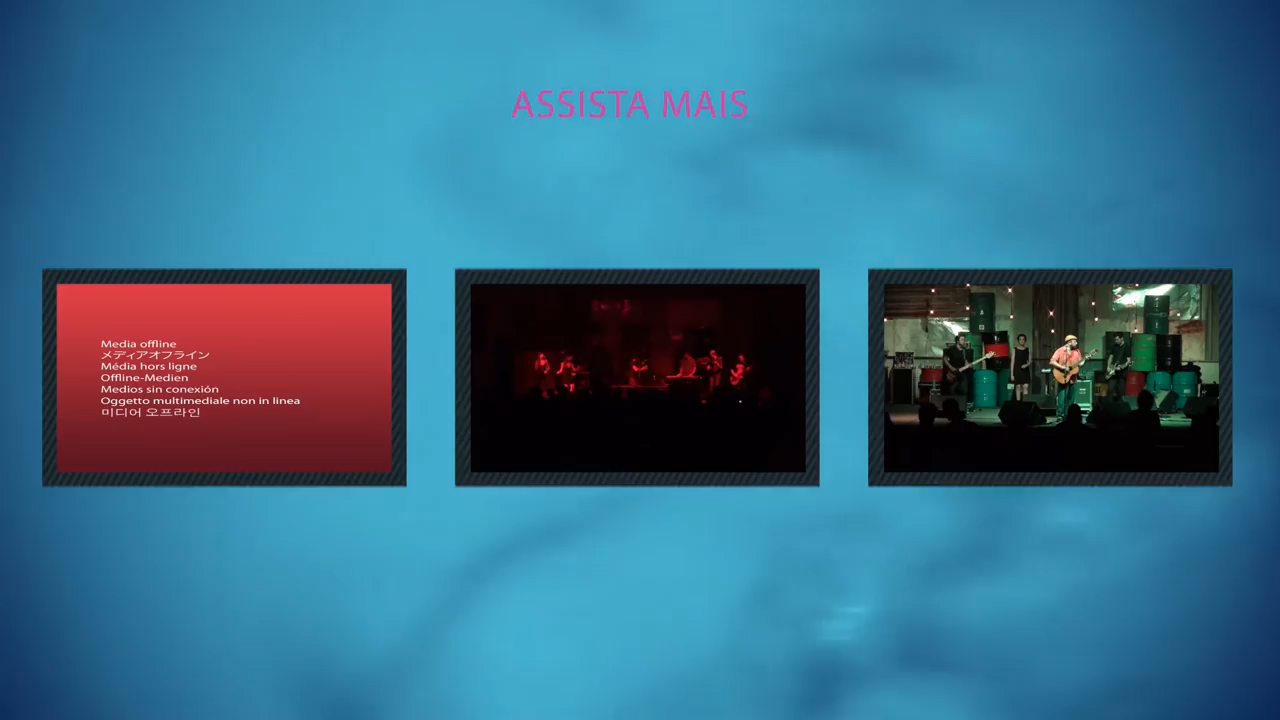 ASSISTA MAIS
Media offline
メディアオフライン
Média hors ligne
Offline-Medien
Medios sin conexión
Oggetto multimediale non in linea
미디어 오프라인